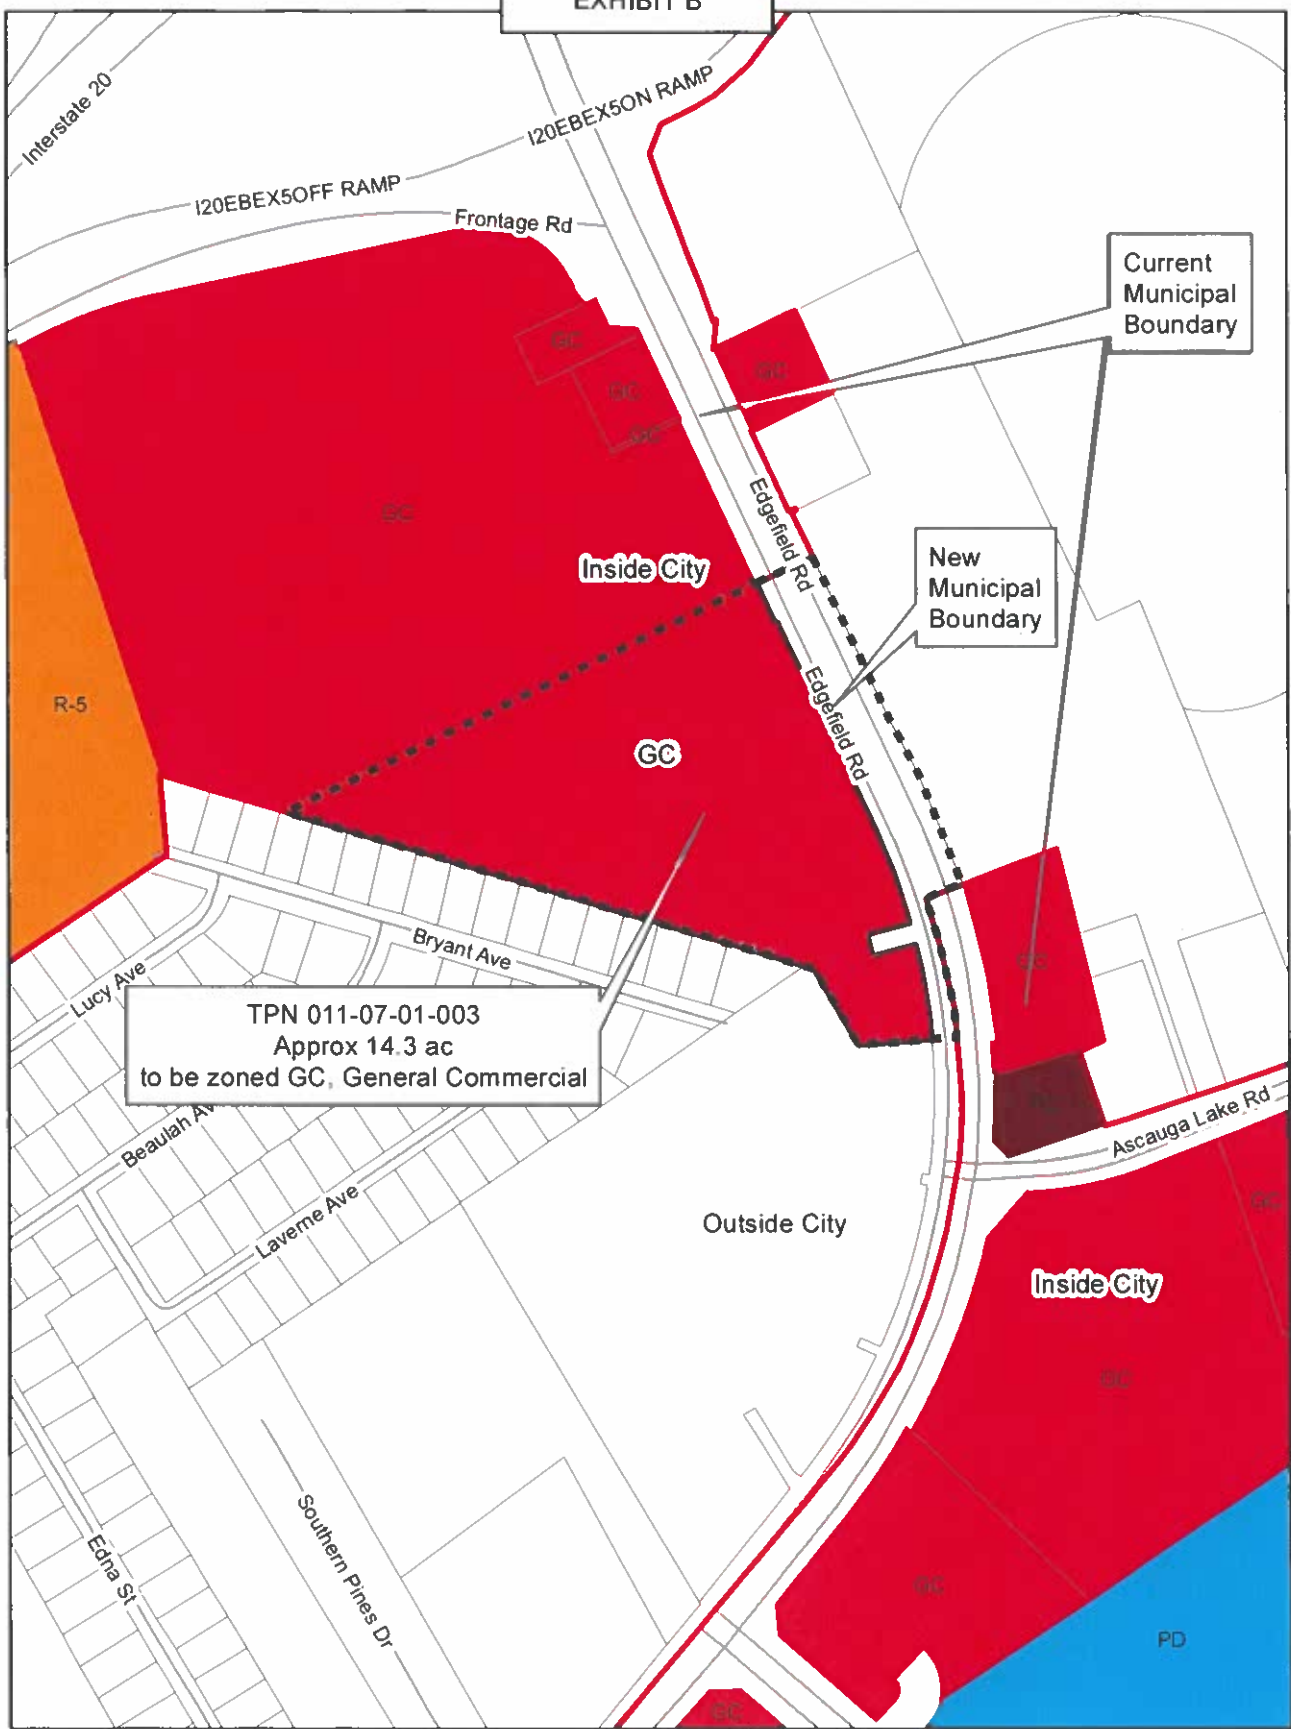 EXHIBIT B
Interstate 20
I20EBEX5ON RAMP
I20EBEX5OFF RAMP
Frontage Rd
Current
Municipal
Boundary
GC
GC
GC
GC
GC
Edgefield Rd
Inside City
New
Municipal
Boundary
R-5
Edgefield Rd
GC
Bryant Ave
Lucy Ave
GC
TPN 011-07-01-003
Approx 14.3 ac
to be zoned GC, General Commercial
Beaulah
Ascauga Lake Rd
Laverne Ave
Outside City
GC
Inside City
GC
Southern Pines Dr
Edna St
GC
PD
GC